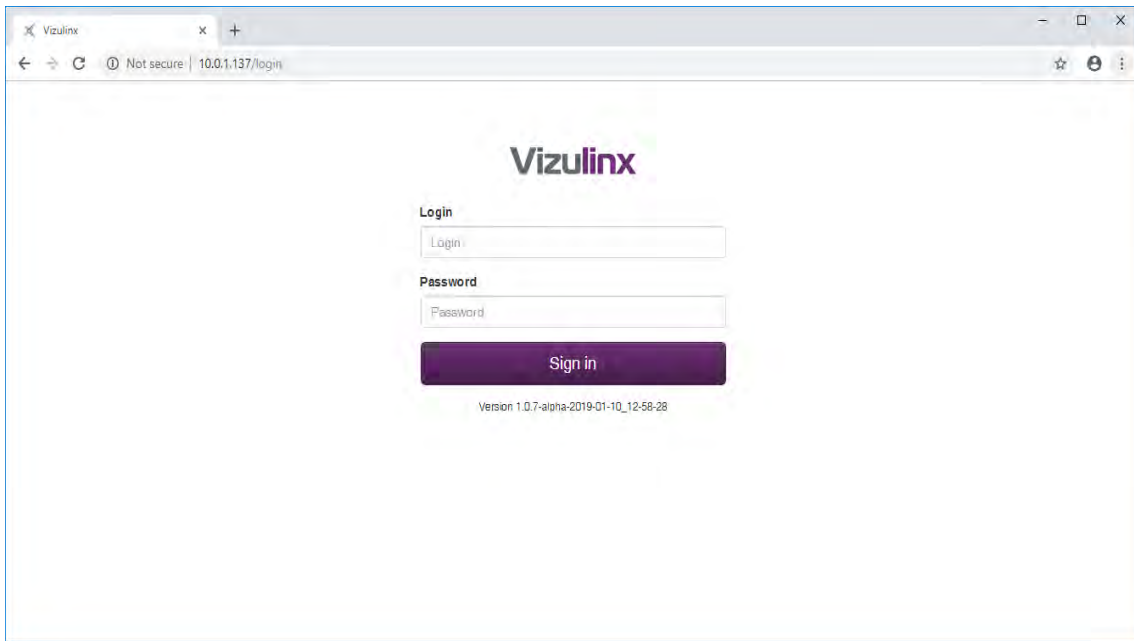 Vizulinx
Not secure | 10.0.1.137/login
Vizulinx
Login
Login
Password
Password
Sign in
Version 1.0.7-alpha-2019-01-10_12-58-28